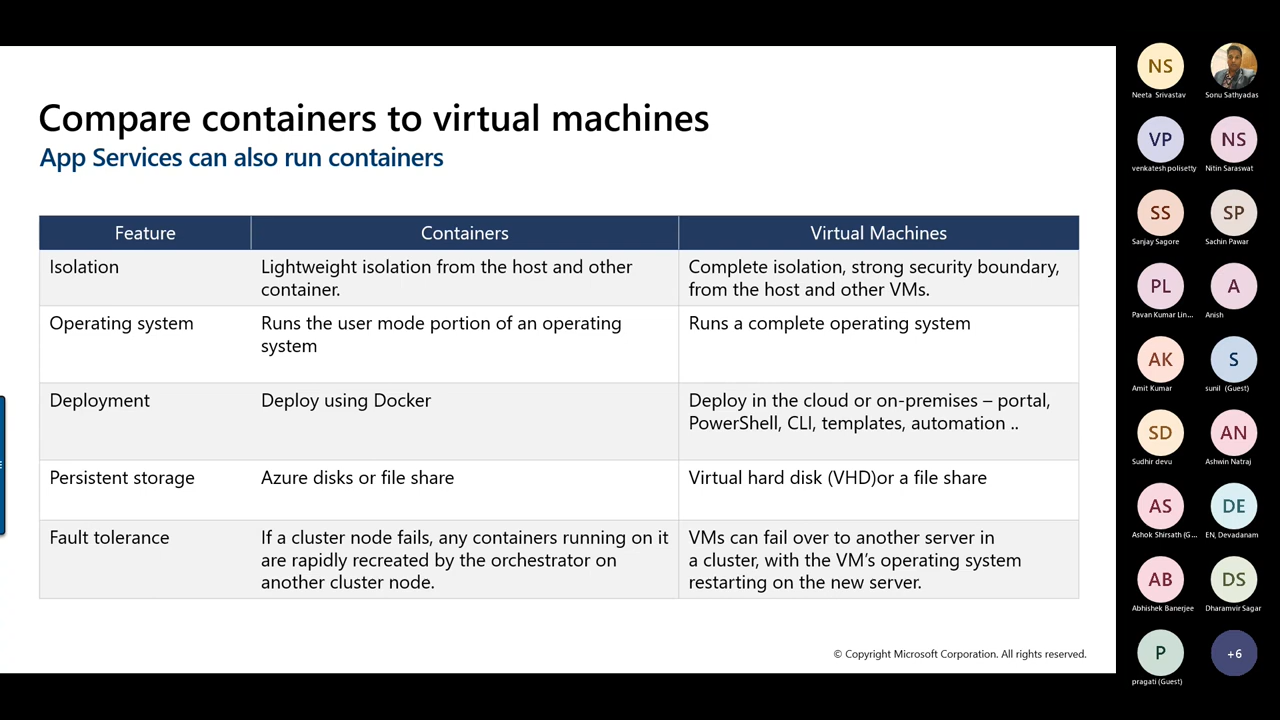 Compare containers to virtual machines
App Services can also run containers
Feature
Containers
Virtual Machines
Isolation
Lightweight isolation from the host and other
container.
Complete isolation, strong security boundary,
from the host and other VMs.
Operating system
Runs the user mode portion of an operating
system
Runs a complete operating system
Deployment
Deploy using Docker
Deploy in the cloud or on-premises – portal,
PowerShell, CLI, templates, automation ..
Persistent storage
Azure disks or file share
Virtual hard disk (VHD)or a file share
Fault tolerance
If a cluster node fails, any containers running on it
are rapidly recreated by the orchestrator on
another cluster node.
VMs can fail over to another server in
a cluster, with the VM's operating system
restarting on the new server.
© Copyright Microsoft Corporation. All rights reserved.
NS
Neeta Srivastav
Sonu Sathyadas
VP
venkatesh polisetty
NS
Nitin Saraswat
SS
Sanjay Sagore
SP
Sachin Pawar
PL
Pavan Kumar Lin...
A
Anish
AK
Amit Kumar
S
sunil (Guest)
SD
Sudhir devu
AN
Ashwin Natraj
AS
Ashok Shirsath (G...
DE
EN, Devadanam
AB
Abhishek Banerjee
DS
Dharamvir Sagar
P
pragati (Guest)
+6